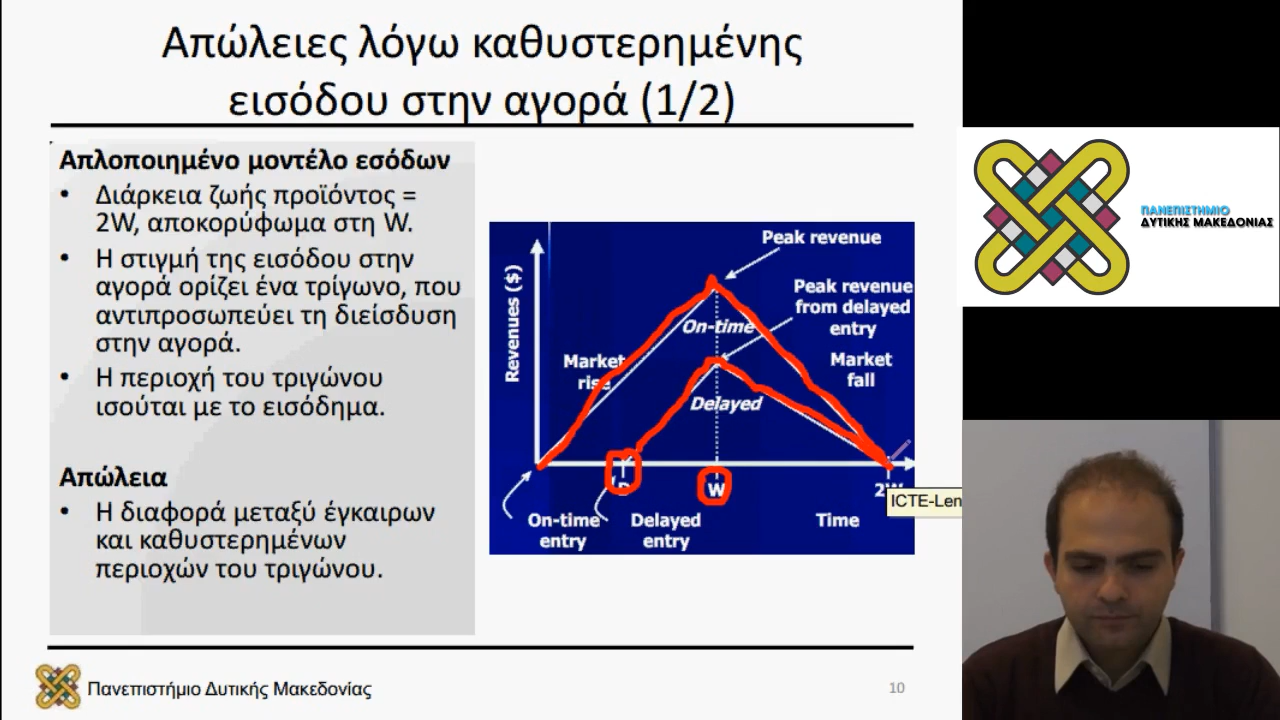 Απώλειες λόγω καθυστερημένης
εισόδου στην αγορά (1/2)
Απλοποιημένο μοντέλο εσόδων
• Διάρκεια ζωής προϊόντος =
2W, αποκορύφωμα στη W.
• Η στιγμή της εισόδου στην
αγορά ορίζει ένα τρίγωνο, που
αντιπροσωπεύει τη διείσδυση
στην αγορά.
• Η περιοχή του τριγώνου
ισούται με το εισόδημα.
Απώλεια
• Η διαφορά μεταξύ έγκαιρων
και καθυστερημένων
περιοχών του τριγώνου.
Revenues ($)
Peak revenue
Peak revenue
from delayed
entry
On-time
Market
rise
Market
fall
Delayed
D
W
2W
ICTE-Len
On-time
entry
Delayed
entry
Time
ΠΑΝΕΠΙΣΤΗΜΙΟ
ΔΥΤΙΚΗΣ ΜΑΚΕΔΟΝΙΑΣ
Πανεπιστήμιο Δυτικής Μακεδονίας
10